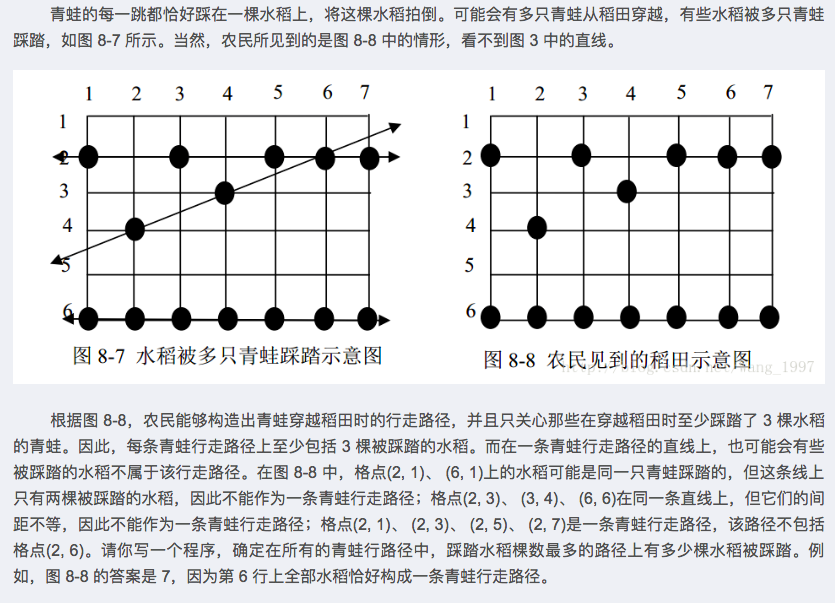 青蛙的每一跳都恰好踩在一棵水稻上，将这棵水稻拍倒。可能会有多只青蛙从稻田穿越，有些水稻被多只青蛙
踩踏，如图 8-7 所示。当然，农民所见到的是图 8-8 中的情形，看不到图 3 中的直线。
1 2 3 4 5 6 7
1
2
3
4
5
6
图 8-7 水稻被多只青蛙踩踏示意图
1 2 3 4 5 6 7
1
2
3
4
5
6
图 8-8 农民见到的稻田示意图
根据图 8-8，农民能够构造出青蛙穿越稻田时的行走路径，并且只关心那些在穿越稻田时至少踩踏了 3 棵水稻
的青蛙。因此，每条青蛙行走路径上至少包括 3 棵被踩踏的水稻。而在一条青蛙行走路径的直线上，也可能会有些
被踩踏的水稻不属于该行走路径。在图 8-8 中，格点(2, 1)、 (6, 1)上的水稻可能是同一只青蛙踩踏的，但这条线上
只有两棵被踩踏的水稻，因此不能作为一条青蛙行走路径；格点(2, 3)、 (3, 4)、 (6, 6)在同一条直线上，但它们的间
距不等，因此不能作为一条青蛙行走路径；格点(2, 1)、 (2, 3)、 (2, 5)、 (2, 7)是一条青蛙行走路径，该路径不包括
格点(2, 6)。请你写一个程序，确定在所有的青蛙行路径中，踩踏水稻棵数最多的路径上有多少棵水稻被踩踏。例
如，图 8-8 的答案是 7，因为第 6 行上全部水稻恰好构成一条青蛙行走路径。